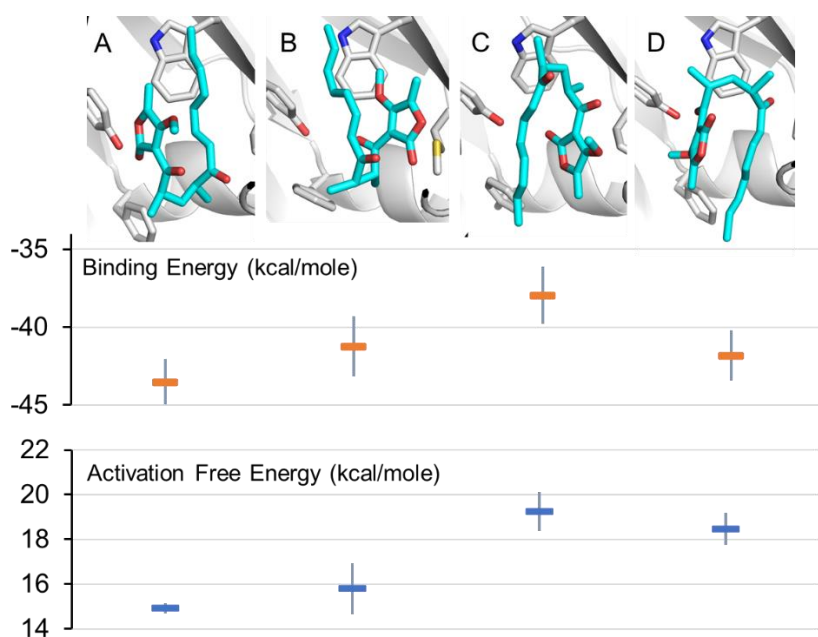 A B C D
-35
Binding Energy (kcal/mole)
-40
-45
22
Activation Free Energy (kcal/mole)
20
18
16
14